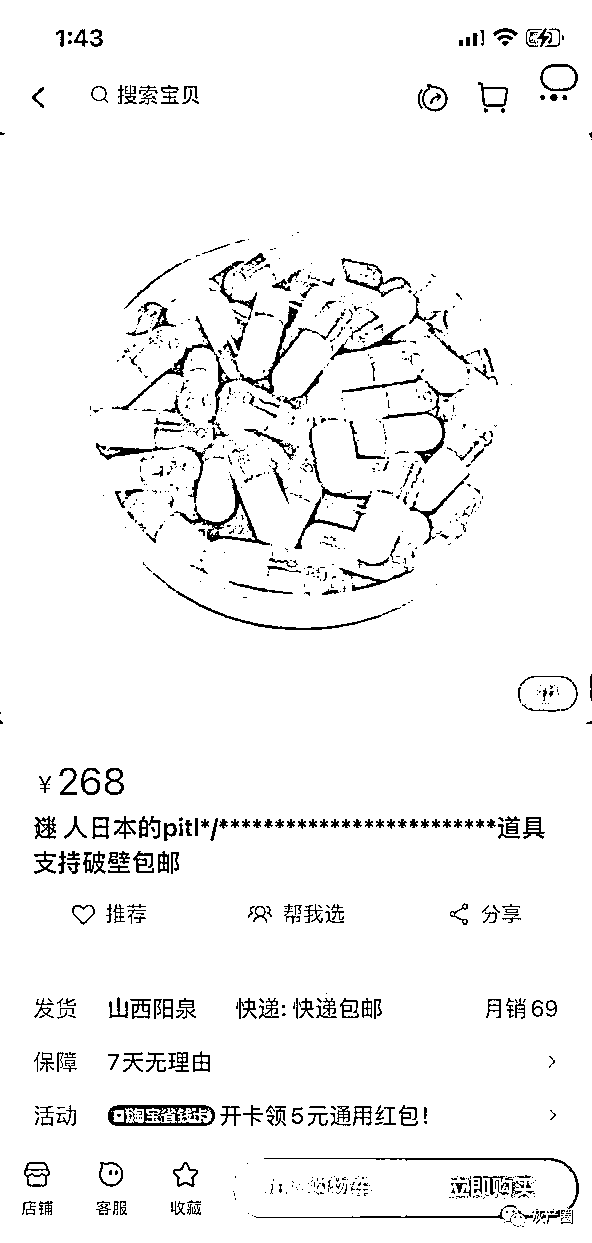 1:43
搜索宝贝
¥268
迷 人日本的pitl*/*************************道具
支持破壁包邮
推荐 帮我选 分享
发货 山西阳泉 快递: 快递包邮 月销69
保障 7天无理由
活动 淘宝省钱卡 开卡领5元通用红包!
店铺 客服 收藏 立即购买
灰产圈